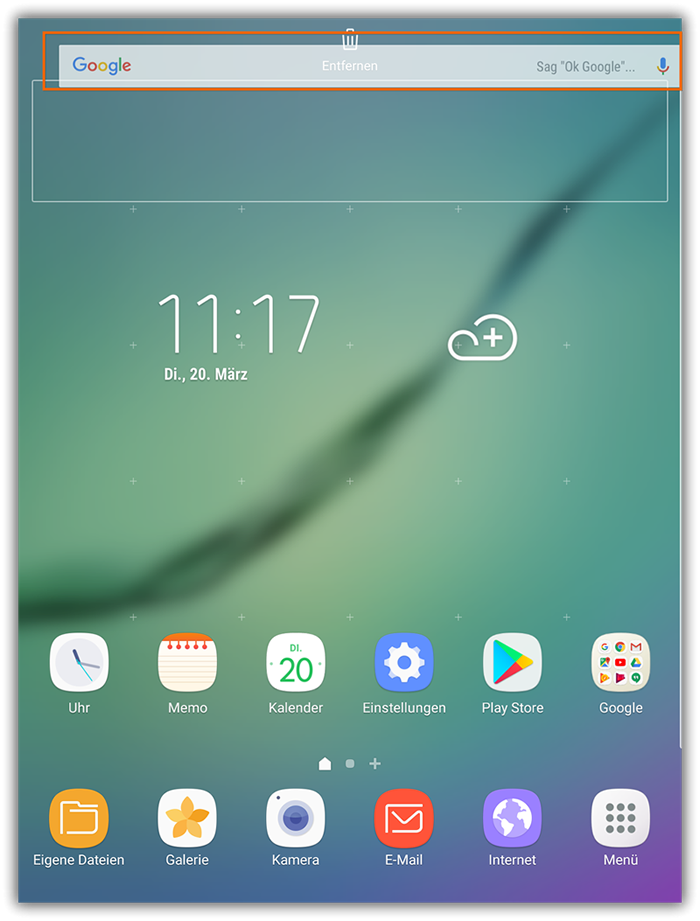 Google Entfernen Sag "Ok Google"...
11:17
Di., 20. März
DI.
20
Uhr Memo Kalender Einstellungen Play Store Google
Eigene Dateien Galerie Kamera E-Mail Internet Menü